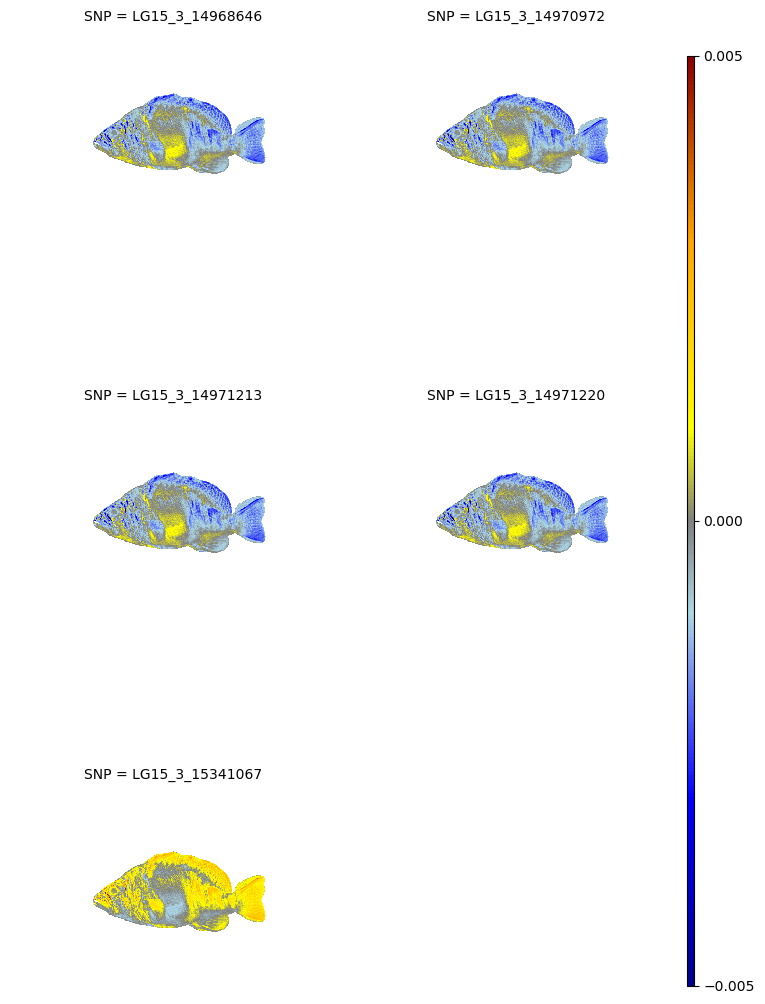 SNP = LG15_3_14968646
SNP = LG15_3_14970972
0.005
SNP = LG15_3_14971213
SNP = LG15_3_14971220
0.000
SNP = LG15_3_15341067
−0.005